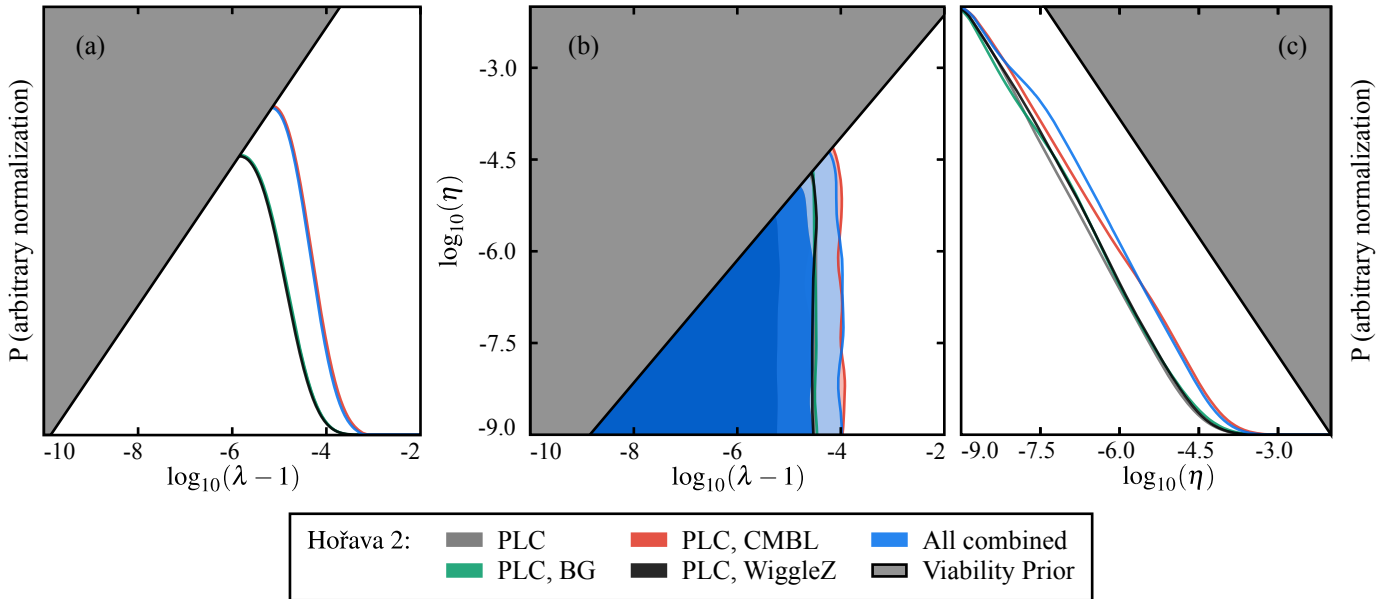 (a)
P (arbitrary normalization)
-10
-8
-6
-4
-2
log₁₀(λ − 1)
(b)
log₁₀(η)
-3.0
-4.5
-6.0
-7.5
-9.0
-10
-8
-6
-4
-2
log₁₀(λ − 1)
(c)
-9.0
-7.5
-6.0
-4.5
-3.0
log₁₀(η)
P (arbitrary normalization)
Hořava 2:
PLC
PLC, CMBL
All combined
PLC, BG
PLC, WiggleZ
Viability Prior